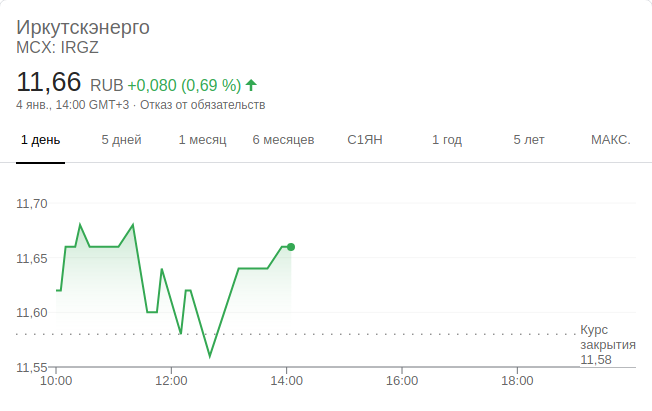 Иркутскэнерго
MCX: IRGZ
11,66 RUB +0,080 (0,69 %)
4 янв., 14:00 GMT+3 · Отказ от обязательств
1 день 5 дней 1 месяц 6 месяцев С1ЯН 1 год 5 лет МАКС.
11,70
11,65
11,60
Курс
закрытия
11,58
11,55
10:00 12:00 14:00 16:00 18:00